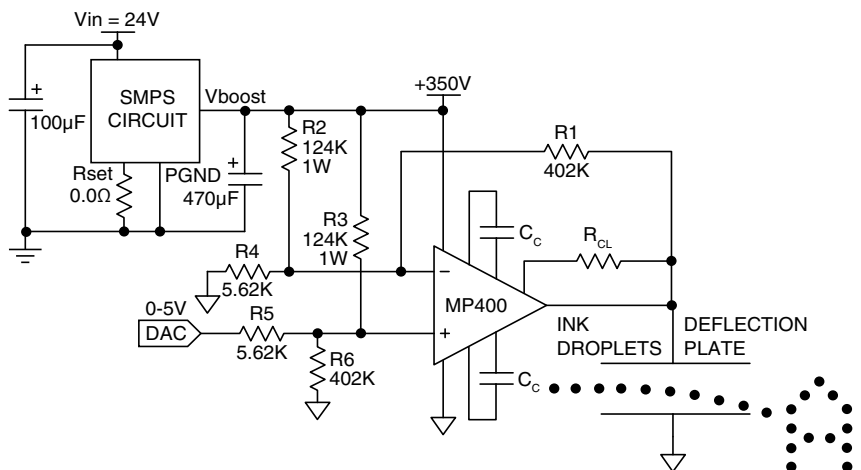 Vin = 24V
+
100µF
SMPS
CIRCUIT
Vboost
+350V
R2
124K
1W
R1
402K
Rset
0.0Ω
PGND
+
470µF
R3
124K
1W
C_C
R_CL
R4
5.62K
−
MP400
+
0-5V
DAC
R5
5.62K
R6
402K
C_C
INK
DROPLETS
DEFLECTION
PLATE